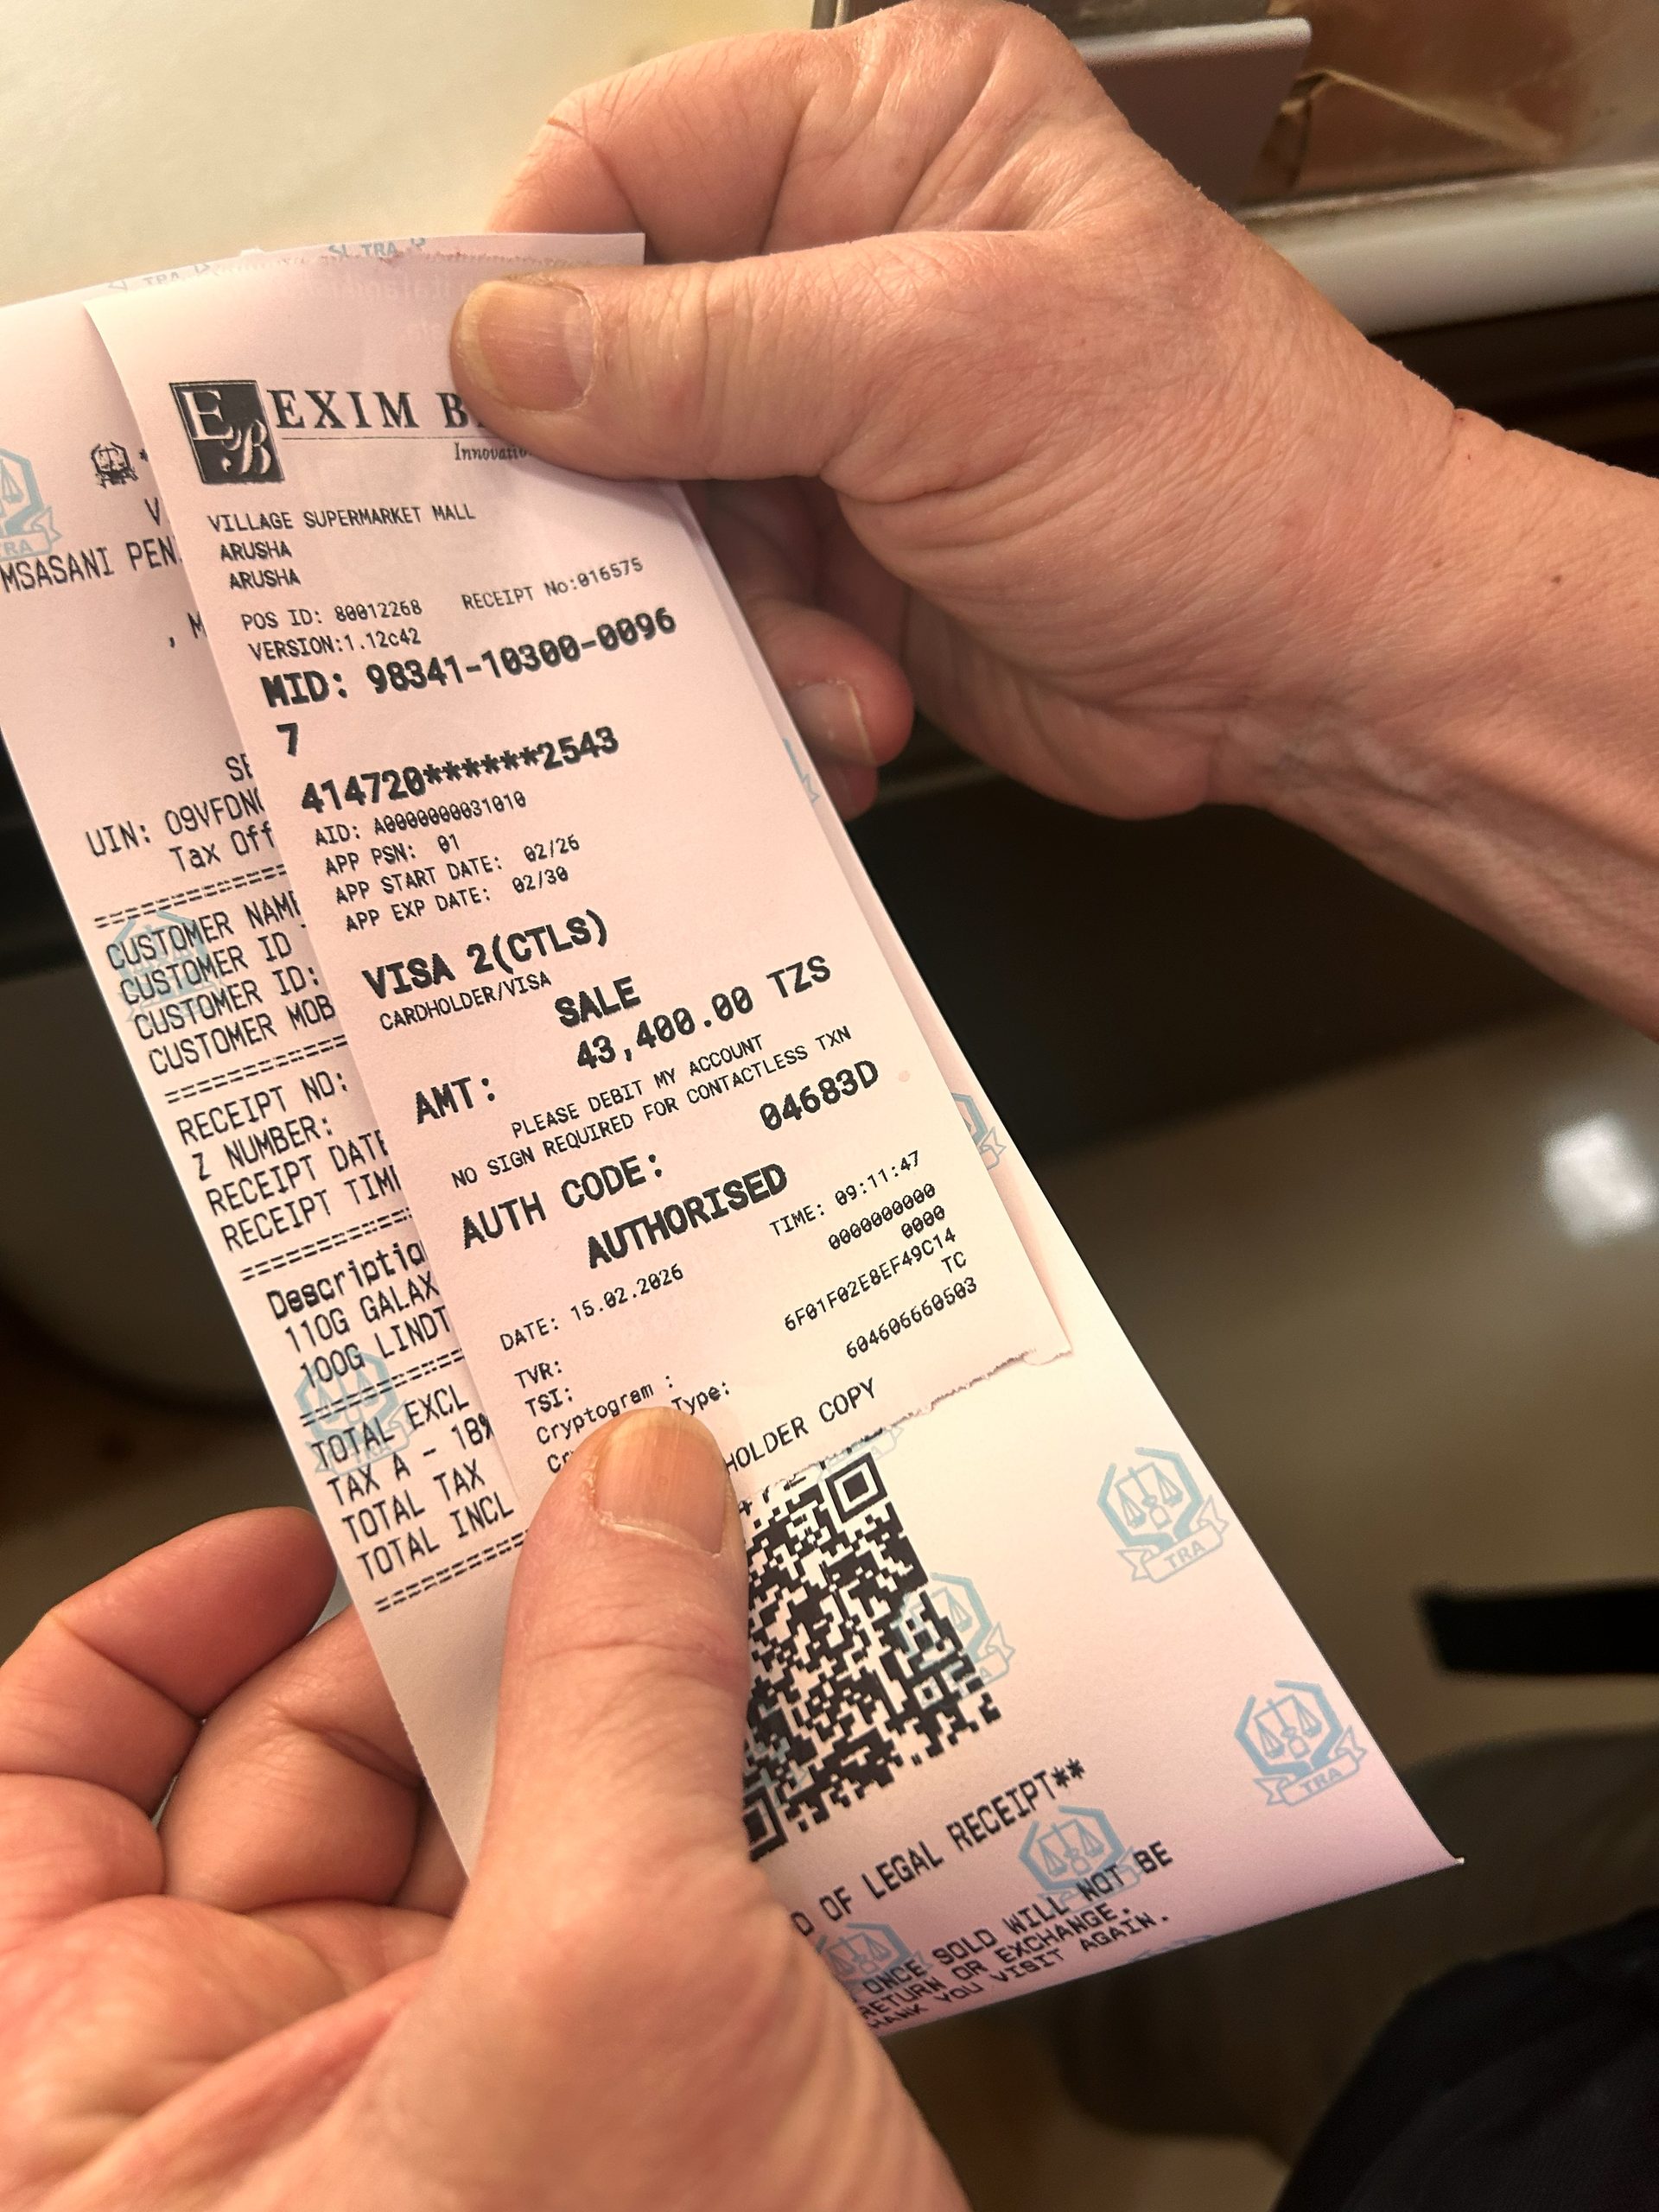 EXIM
VILLAGE SUPERMARKET MALL
ARUSHA
ARUSHA
POS ID: 80012268 RECEIPT No:016575
VERSION:1.12c42
MID: 98341-10300-0096
7
414720******2543
AID: A0000000031010
APP PSN: 01
APP START DATE: 02/26
APP EXP DATE: 02/30
VISA 2(CTLS)
CARDHOLDER/VISA
SALE
AMT: 43,400.00 TZS
PLEASE DEBIT MY ACCOUNT
NO SIGN REQUIRED FOR CONTACTLESS TXN
AUTH CODE: 04683D
AUTHORISED
DATE: 15.02.2026 TIME: 09:11:47
TVR: 0000000000
TSI: 0000
Cryptogram : 6F01F02E8EF49C14
Type: TC
604606660503
HOLDER COPY
MSASANI PEN
UIN: 09VFDN
Tax Off
CUSTOMER NAME
CUSTOMER ID
CUSTOMER ID:
CUSTOMER MOB
RECEIPT NO:
Z NUMBER:
RECEIPT DATE
RECEIPT TIM
Descriptio
110G GALAX
100G LINDT
TOTAL EXCL
TAX A - 18%
TOTAL TAX
TOTAL INCL
OF LEGAL RECEIPT**
ONCE SOLD WILL NOT BE
RETURN OR EXCHANGE.
YOU VISIT AGAIN.
TRA
TRA
TRA
TRA